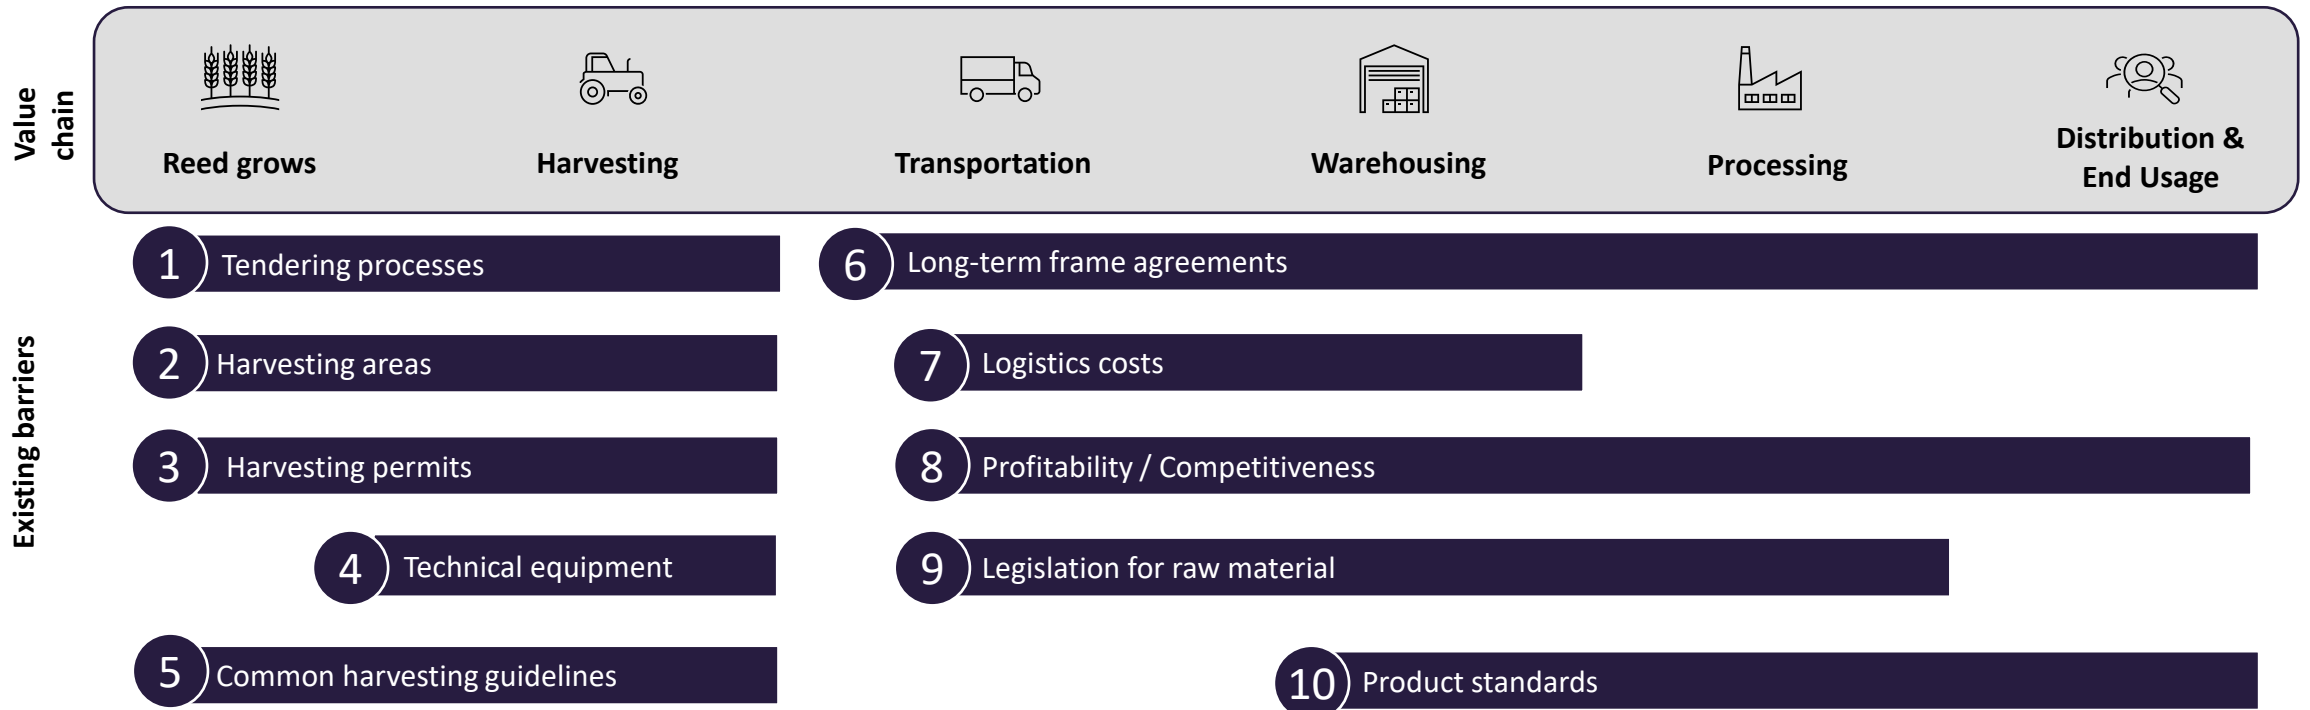 Value
chain
Reed grows
Harvesting
Transportation
Warehousing
Processing
Distribution &
End Usage
Existing barriers
1 Tendering processes
6 Long-term frame agreements
2 Harvesting areas
7 Logistics costs
3 Harvesting permits
8 Profitability / Competitiveness
4 Technical equipment
9 Legislation for raw material
5 Common harvesting guidelines
10 Product standards